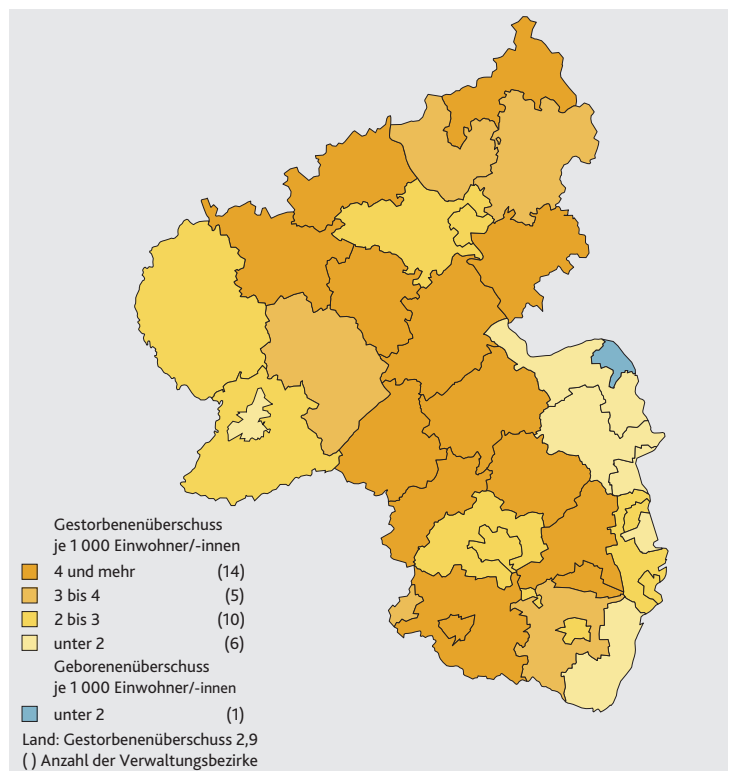 Gestorbenenüberschuss
je 1 000 Einwohner/-innen
4 und mehr (14)
3 bis 4 (5)
2 bis 3 (10)
unter 2 (6)
Geborenenüberschuss
je 1 000 Einwohner/-innen
unter 2 (1)
Land: Gestorbenenüberschuss 2,9
( ) Anzahl der Verwaltungsbezirke